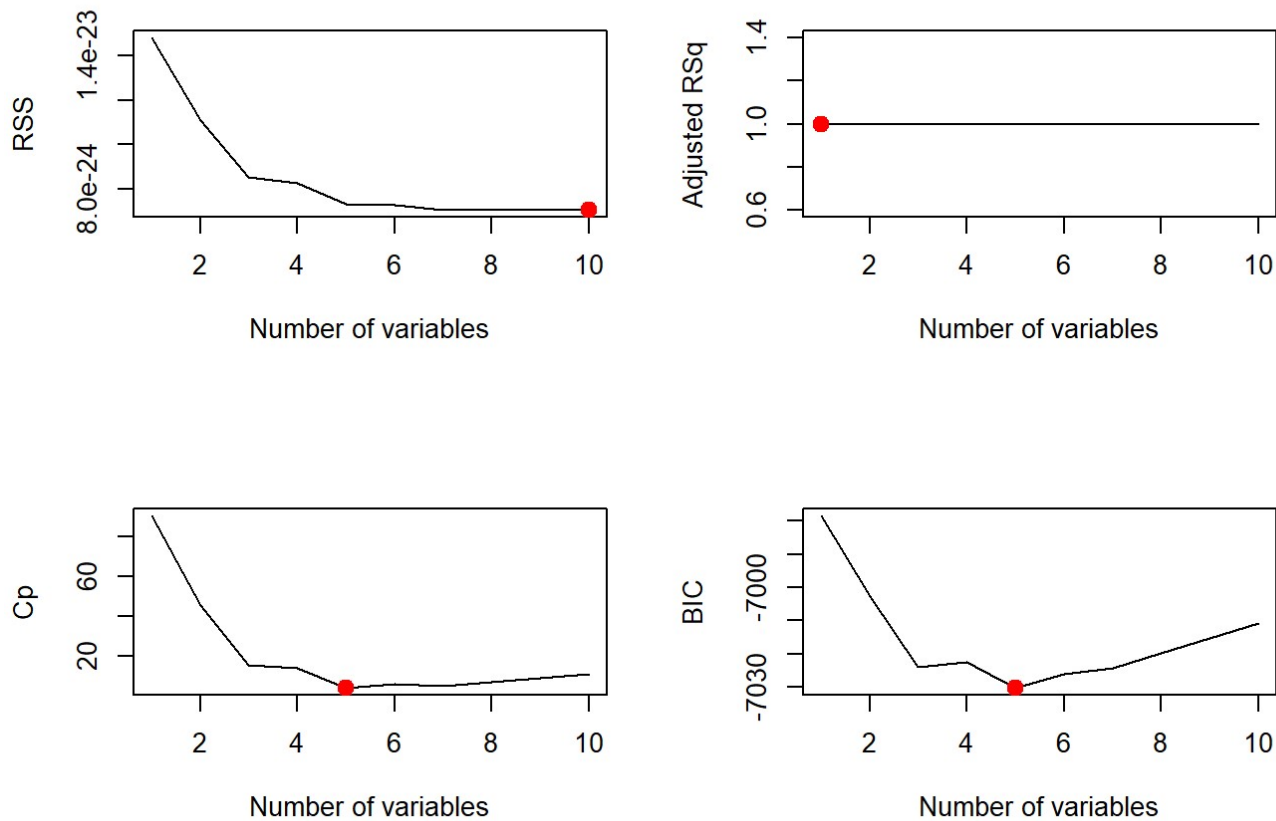 RSS
8.0e-24
1.4e-23
2
4
6
8
10
Number of variables
Adjusted RSq
0.6
1.0
1.4
2
4
6
8
10
Number of variables
Cp
20
60
2
4
6
8
10
Number of variables
BIC
-7030
-7000
2
4
6
8
10
Number of variables